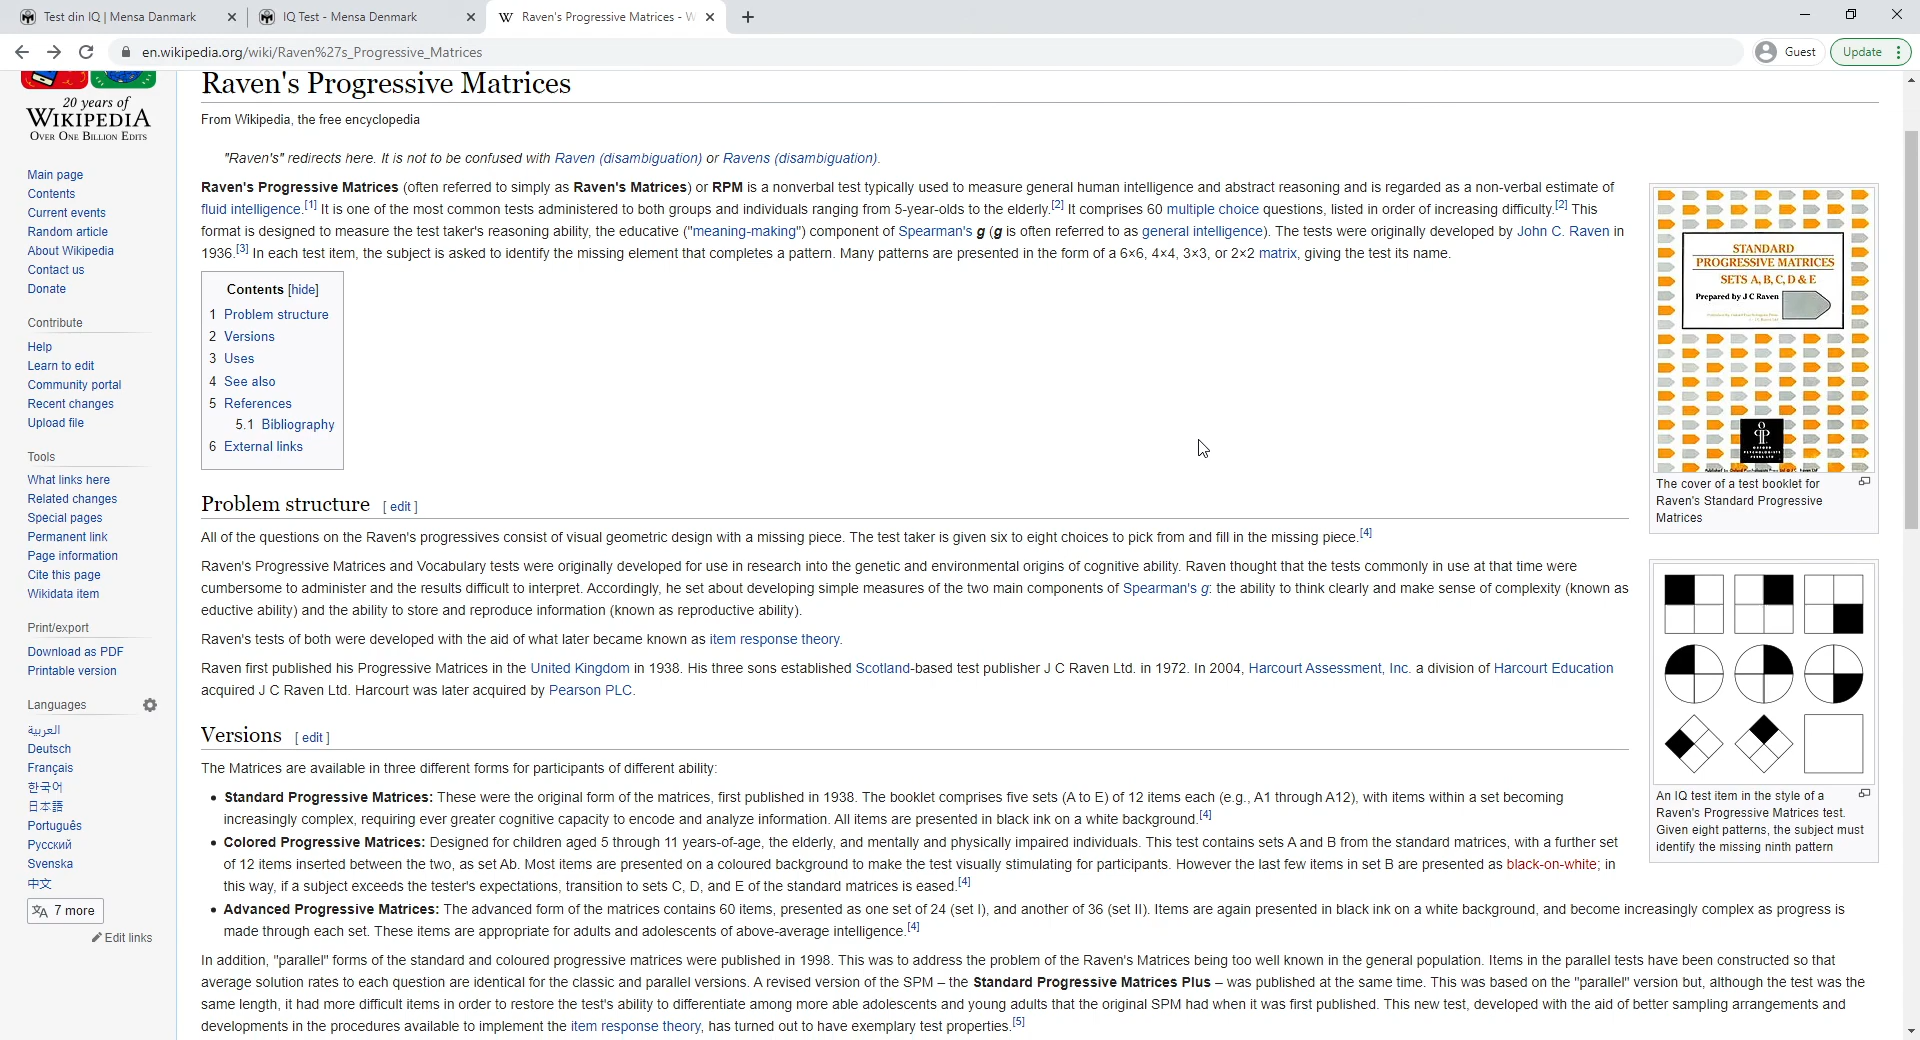 Test din IQ | Mensa Danmark
IQ Test - Mensa Denmark
Raven's Progressive Matrices - W
en.wikipedia.org/wiki/Raven%27s_Progressive_Matrices
Guest
Update
20 years of
WIKIPEDIA
OVER ONE BILLION EDITS
Main page
Contents
Current events
Random article
About Wikipedia
Contact us
Donate
Contribute
Help
Learn to edit
Community portal
Recent changes
Upload file
Tools
What links here
Related changes
Special pages
Permanent link
Page information
Cite this page
Wikidata item
Print/export
Download as PDF
Printable version
Languages
العربية
Deutsch
Français
한국어
日本語
Português
Русский
Svenska
中文
7 more
Edit links
Raven's Progressive Matrices
From Wikipedia, the free encyclopedia
"Raven's" redirects here. It is not to be confused with Raven (disambiguation) or Ravens (disambiguation).
Raven's Progressive Matrices (often referred to simply as Raven's Matrices) or RPM is a nonverbal test typically used to measure general human intelligence and abstract reasoning and is regarded as a non-verbal estimate of
fluid intelligence.[1] It is one of the most common tests administered to both groups and individuals ranging from 5-year-olds to the elderly.[2] It comprises 60 multiple choice questions, listed in order of increasing difficulty.[2] This
format is designed to measure the test taker's reasoning ability, the educative ("meaning-making") component of Spearman's g (g is often referred to as general intelligence). The tests were originally developed by John C. Raven in
1936.[3] In each test item, the subject is asked to identify the missing element that completes a pattern. Many patterns are presented in the form of a 6×6, 4×4, 3×3, or 2×2 matrix, giving the test its name.
Contents [hide]
1 Problem structure
2 Versions
3 Uses
4 See also
5 References
5.1 Bibliography
6 External links
STANDARD
PROGRESSIVE MATRICES
SETS A, B, C, D & E
Prepared by J C Raven
OXFORD
PSYCHOLOGISTS
PRESS LTD
The cover of a test booklet for
Raven's Standard Progressive
Matrices
Problem structure [ edit ]
All of the questions on the Raven's progressives consist of visual geometric design with a missing piece. The test taker is given six to eight choices to pick from and fill in the missing piece.[4]
Raven's Progressive Matrices and Vocabulary tests were originally developed for use in research into the genetic and environmental origins of cognitive ability. Raven thought that the tests commonly in use at that time were
cumbersome to administer and the results difficult to interpret. Accordingly, he set about developing simple measures of the two main components of Spearman's g: the ability to think clearly and make sense of complexity (known as
eductive ability) and the ability to store and reproduce information (known as reproductive ability).
Raven's tests of both were developed with the aid of what later became known as item response theory.
Raven first published his Progressive Matrices in the United Kingdom in 1938. His three sons established Scotland-based test publisher J C Raven Ltd. in 1972. In 2004, Harcourt Assessment, Inc. a division of Harcourt Education
acquired J C Raven Ltd. Harcourt was later acquired by Pearson PLC.
An IQ test item in the style of a
Raven's Progressive Matrices test.
Given eight patterns, the subject must
identify the missing ninth pattern
Versions [ edit ]
The Matrices are available in three different forms for participants of different ability:
• Standard Progressive Matrices: These were the original form of the matrices, first published in 1938. The booklet comprises five sets (A to E) of 12 items each (e.g., A1 through A12), with items within a set becoming
increasingly complex, requiring ever greater cognitive capacity to encode and analyze information. All items are presented in black ink on a white background.[4]
• Colored Progressive Matrices: Designed for children aged 5 through 11 years-of-age, the elderly, and mentally and physically impaired individuals. This test contains sets A and B from the standard matrices, with a further set
of 12 items inserted between the two, as set Ab. Most items are presented on a coloured background to make the test visually stimulating for participants. However the last few items in set B are presented as black-on-white; in
this way, if a subject exceeds the tester's expectations, transition to sets C, D, and E of the standard matrices is eased.[4]
• Advanced Progressive Matrices: The advanced form of the matrices contains 60 items, presented as one set of 24 (set I), and another of 36 (set II). Items are again presented in black ink on a white background, and become increasingly complex as progress is
made through each set. These items are appropriate for adults and adolescents of above-average intelligence.[4]
In addition, "parallel" forms of the standard and coloured progressive matrices were published in 1998. This was to address the problem of the Raven's Matrices being too well known in the general population. Items in the parallel tests have been constructed so that
average solution rates to each question are identical for the classic and parallel versions. A revised version of the SPM – the Standard Progressive Matrices Plus – was published at the same time. This was based on the "parallel" version but, although the test was the
same length, it had more difficult items in order to restore the test's ability to differentiate among more able adolescents and young adults that the original SPM had when it was first published. This new test, developed with the aid of better sampling arrangements and
developments in the procedures available to implement the item response theory, has turned out to have exemplary test properties.[5]